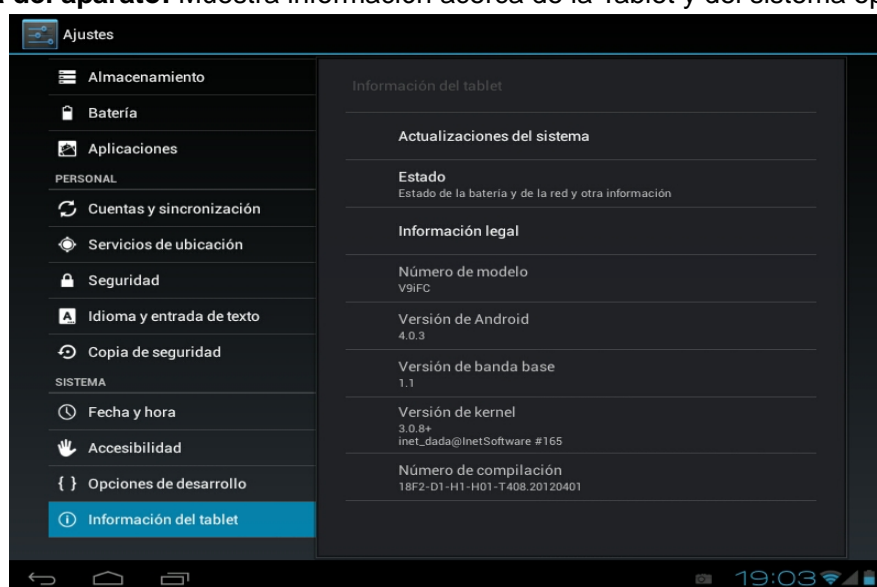 del aparato: Muestra información acerca de la Tablet y del sistema
Ajustes
Almacenamiento
Batería
Aplicaciones
PERSONAL
Cuentas y sincronización
Servicios de ubicación
Seguridad
Idioma y entrada de texto
Copia de seguridad
SISTEMA
Fecha y hora
Accesibilidad
Opciones de desarrollo
Información del tablet
Información del tablet
Actualizaciones del sistema
Estado
Estado de la batería y de la red y otra información
Información legal
Número de modelo
V9iFC
Versión de Android
4.0.3
Versión de banda base
1.1
Versión de kernel
3.0.8+
inet_dada@InetSoftware #165
Número de compilación
18F2-D1-H1-H01-T408.20120401
19:03